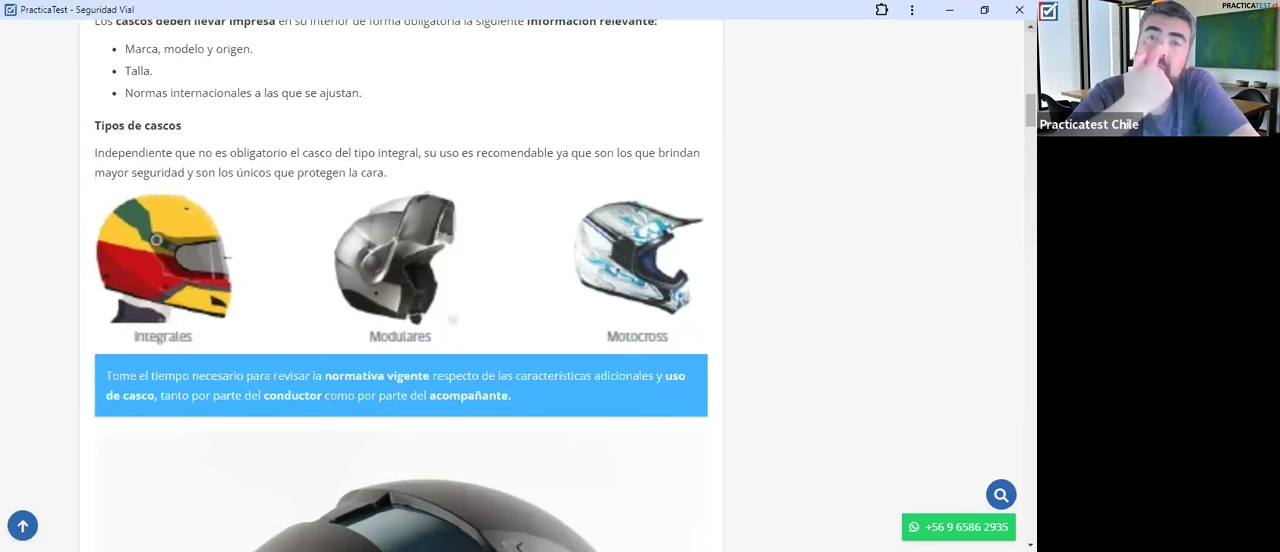 PracticaTest - Seguridad Vial
Los cascos deben llevar impresa en su interior de forma obligatoria la siguiente información relevante:
Marca, modelo y origen.
Talla.
Normas internacionales a las que se ajustan.
Tipos de cascos
Independiente que no es obligatorio el casco del tipo integral, su uso es recomendable ya que son los que brindan
mayor seguridad y son los únicos que protegen la cara.
Integrales
Modulares
Motocross
Tome el tiempo necesario para revisar la normativa vigente respecto de las características adicionales y uso
de casco, tanto por parte del conductor como por parte del acompañante.
+56 9 6586 2935
PRACTICATEST.cl
Practicatest Chile